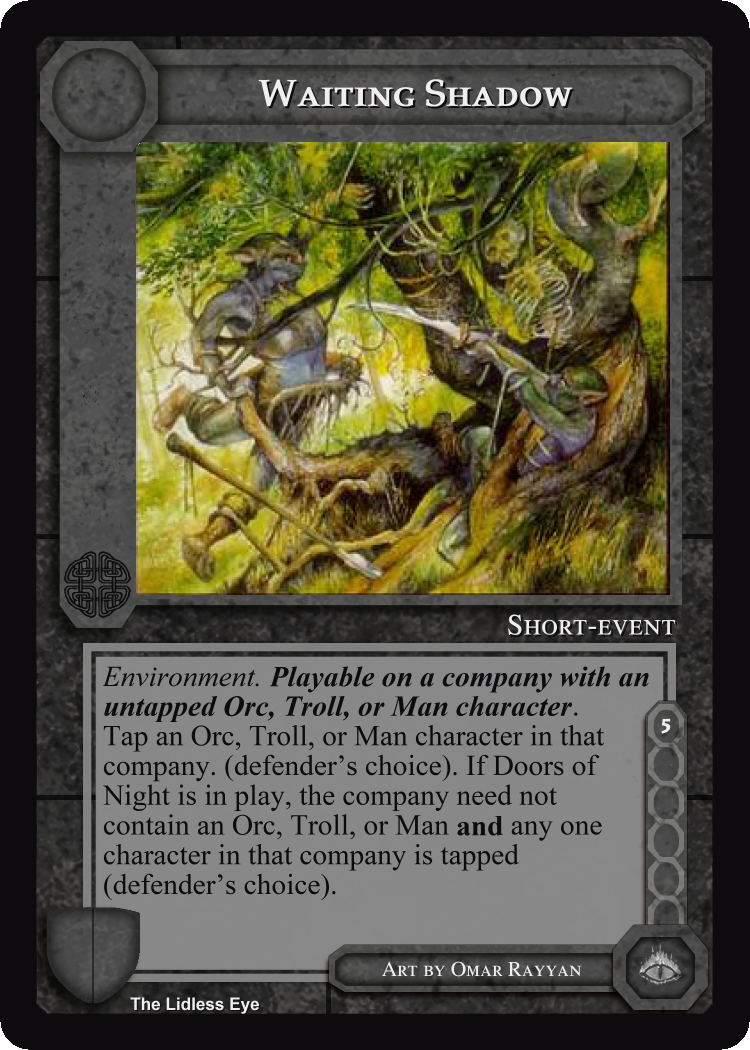 Waiting Shadow
Short-event
Environment. Playable on a company with an
untapped Orc, Troll, or Man character.
Tap an Orc, Troll, or Man character in that
company. (defender's choice). If Doors of
Night is in play, the company need not
contain an Orc, Troll, or Man and any one
character in that company is tapped
(defender's choice).
5
Art by Omar Rayyan
The Lidless Eye